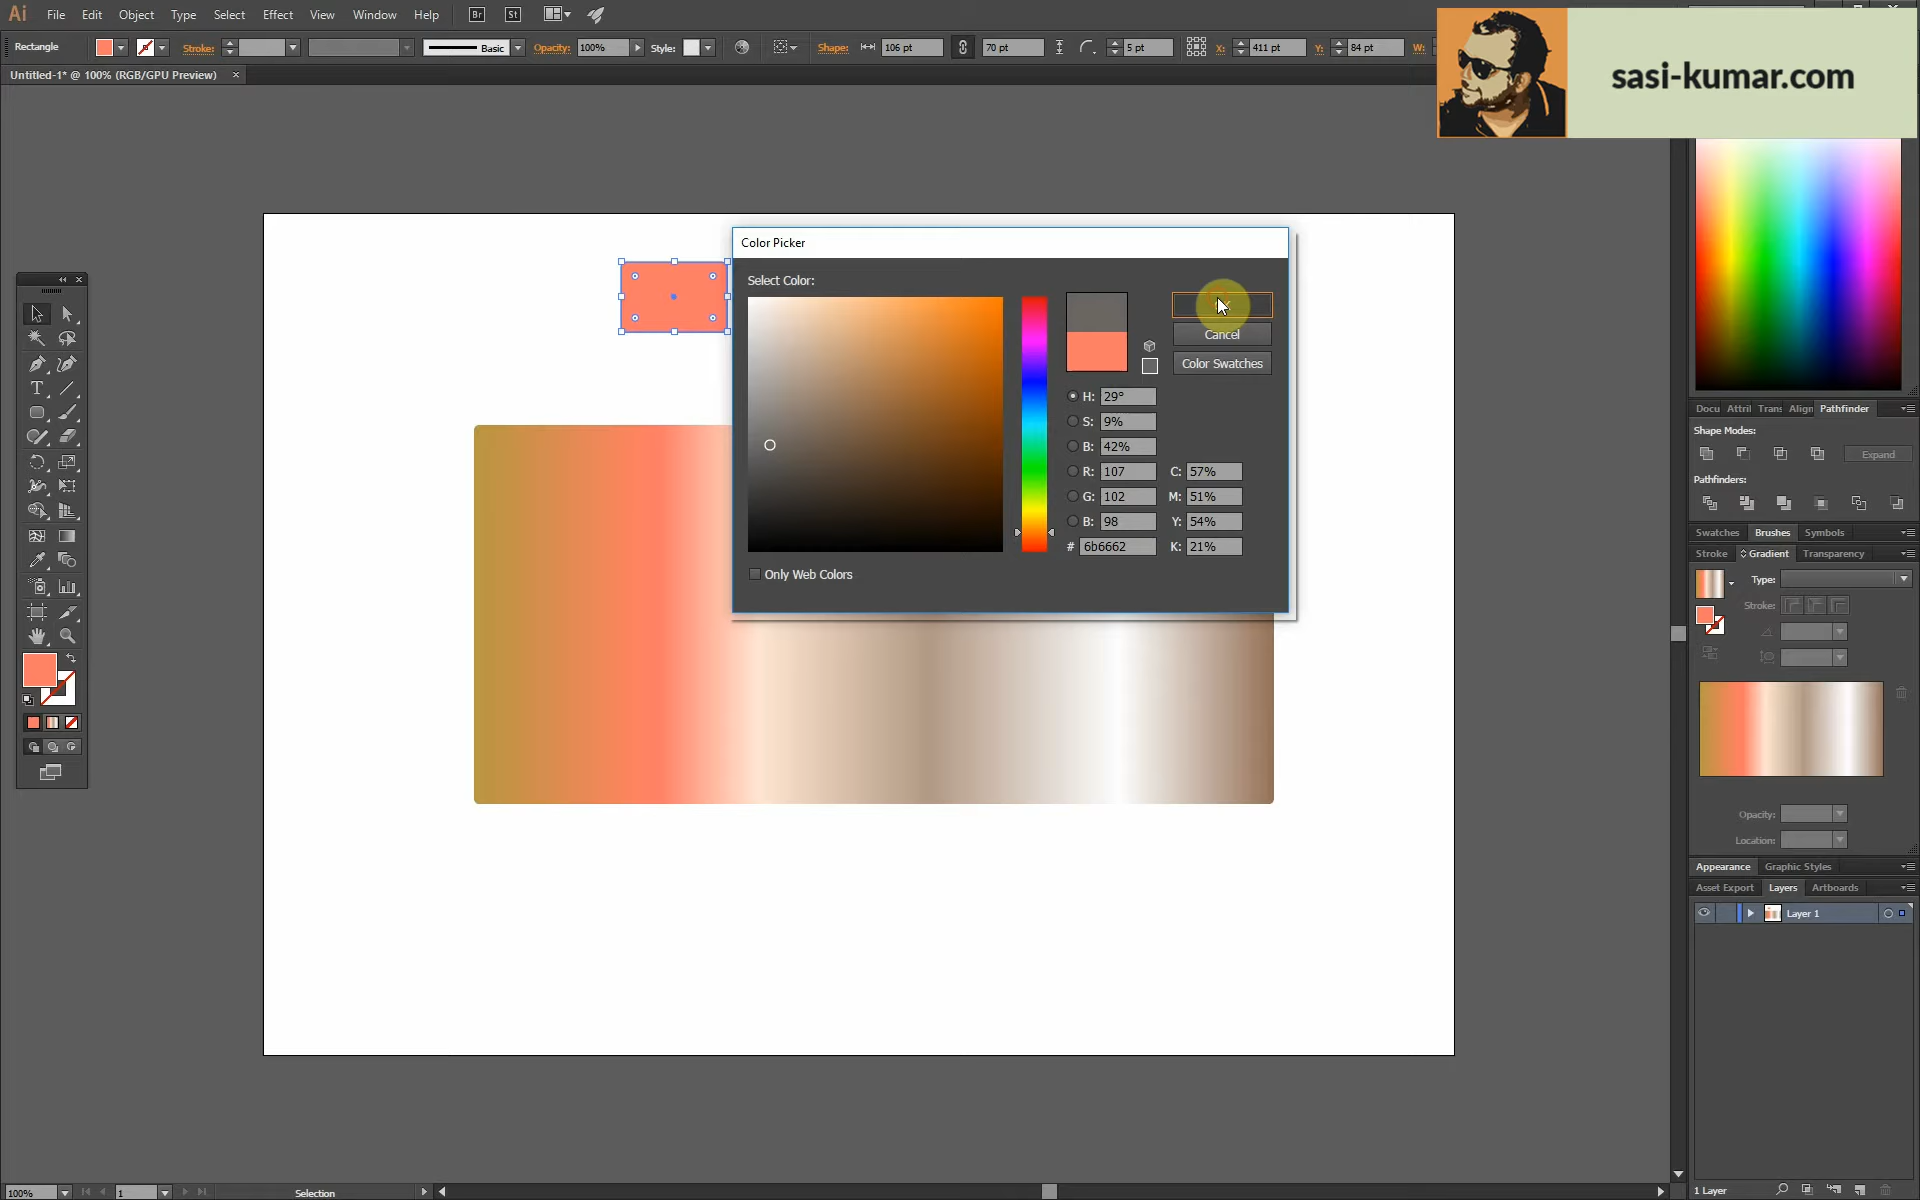 Ai File Edit Object Type Select Effect View Window Help Br St
Rectangle Stroke: Basic Opacity: 100% Style: Shape: 106 pt 70 pt 5 pt X: 411 pt Y: 84 pt W:
sasi-kumar.com
Untitled-1* @ 100% (RGB/GPU Preview) ×
Color Picker
Select Color:
Cancel
Color Swatches
H: 29°
S: 9%
B: 42%
R: 107 C: 57%
G: 102 M: 51%
B: 98 Y: 54%
# 6b6662 K: 21%
Only Web Colors
Docu Attril Trans Align Pathfinder
Shape Modes:
Expand
Pathfinders:
Swatches Brushes Symbols
Stroke Gradient Transparency
Type:
Stroke:
Opacity:
Location:
Appearance Graphic Styles
Asset Export Layers Artboards
Layer 1
100% 1 Selection
1 Layer